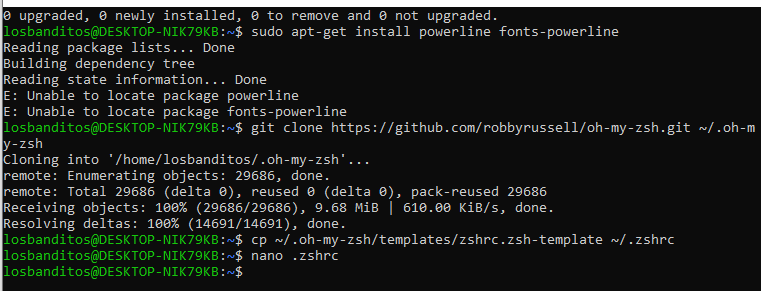 0 upgraded, 0 newly installed, 0 to remove and 0 not upgraded.
losbanditos@DESKTOP-NIK79KB:~$ sudo apt-get install powerline fonts-powerline
Reading package lists... Done
Building dependency tree
Reading state information... Done
E: Unable to locate package powerline
E: Unable to locate package fonts-powerline
losbanditos@DESKTOP-NIK79KB:~$ git clone https://github.com/robbyrussell/oh-my-zsh.git ~/.oh-m
y-zsh
Cloning into '/home/losbanditos/.oh-my-zsh'...
remote: Enumerating objects: 29686, done.
remote: Total 29686 (delta 0), reused 0 (delta 0), pack-reused 29686
Receiving objects: 100% (29686/29686), 9.68 MiB | 610.00 KiB/s, done.
Resolving deltas: 100% (14691/14691), done.
losbanditos@DESKTOP-NIK79KB:~$ cp ~/.oh-my-zsh/templates/zshrc.zsh-template ~/.zshrc
losbanditos@DESKTOP-NIK79KB:~$ nano .zshrc
losbanditos@DESKTOP-NIK79KB:~$